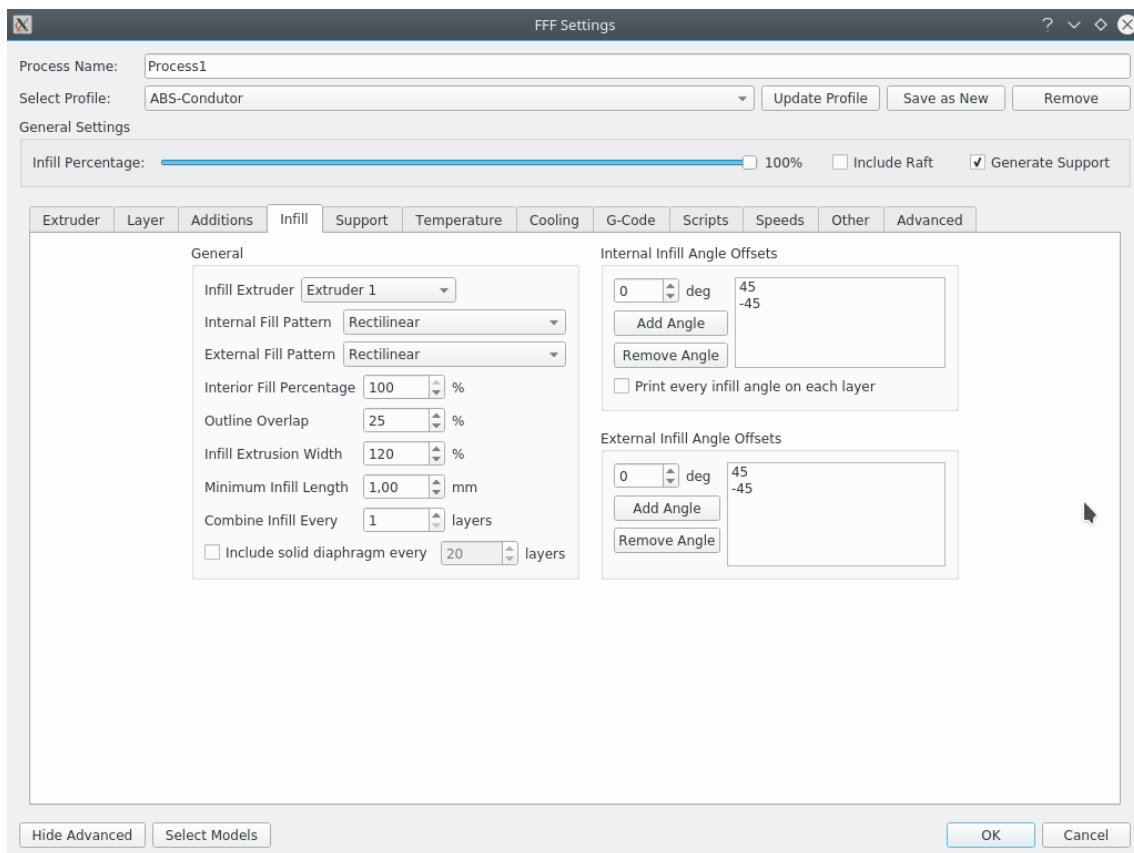 FFF Settings
Process Name: Process1
Select Profile: ABS-Condutor Update Profile Save as New Remove
General Settings
Infill Percentage: 100% Include Raft Generate Support
Extruder Layer Additions Infill Support Temperature Cooling G-Code Scripts Speeds Other Advanced
General
Infill Extruder Extruder 1
Internal Fill Pattern Rectilinear
External Fill Pattern Rectilinear
Interior Fill Percentage 100 %
Outline Overlap 25 %
Infill Extrusion Width 120 %
Minimum Infill Length 1,00 mm
Combine Infill Every 1 layers
Include solid diaphragm every 20 layers
Internal Infill Angle Offsets
0 deg
Add Angle
Remove Angle
45
-45
Print every infill angle on each layer
External Infill Angle Offsets
0 deg
Add Angle
Remove Angle
45
-45
Hide Advanced Select Models OK Cancel